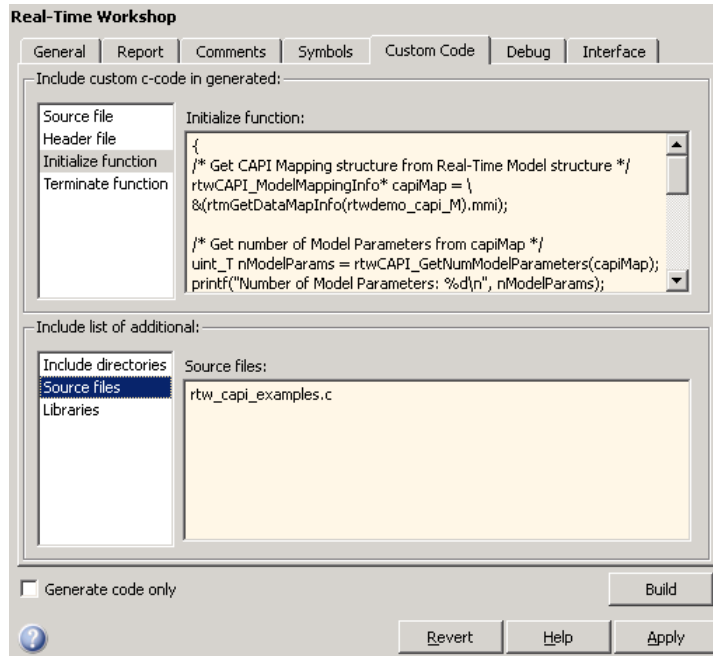 Real-Time Workshop
General Report Comments Symbols Custom Code Debug Interface
Include custom c-code in generated:
Source file
Header file
Initialize function
Terminate function
Initialize function:
{
/* Get CAPI Mapping structure from Real-Time Model structure */
rtwCAPI_ModelMappingInfo* capiMap = \
&(rtmGetDataMapInfo(rtwdemo_capi_M).mmi);
/* Get number of Model Parameters from capiMap */
uint_T nModelParams = rtwCAPI_GetNumModelParameters(capiMap);
printf("Number of Model Parameters: %d\n", nModelParams);
Include list of additional:
Include directories
Source files
Libraries
Source files:
rtw_capi_examples.c
Generate code only
Build
?
Revert Help Apply